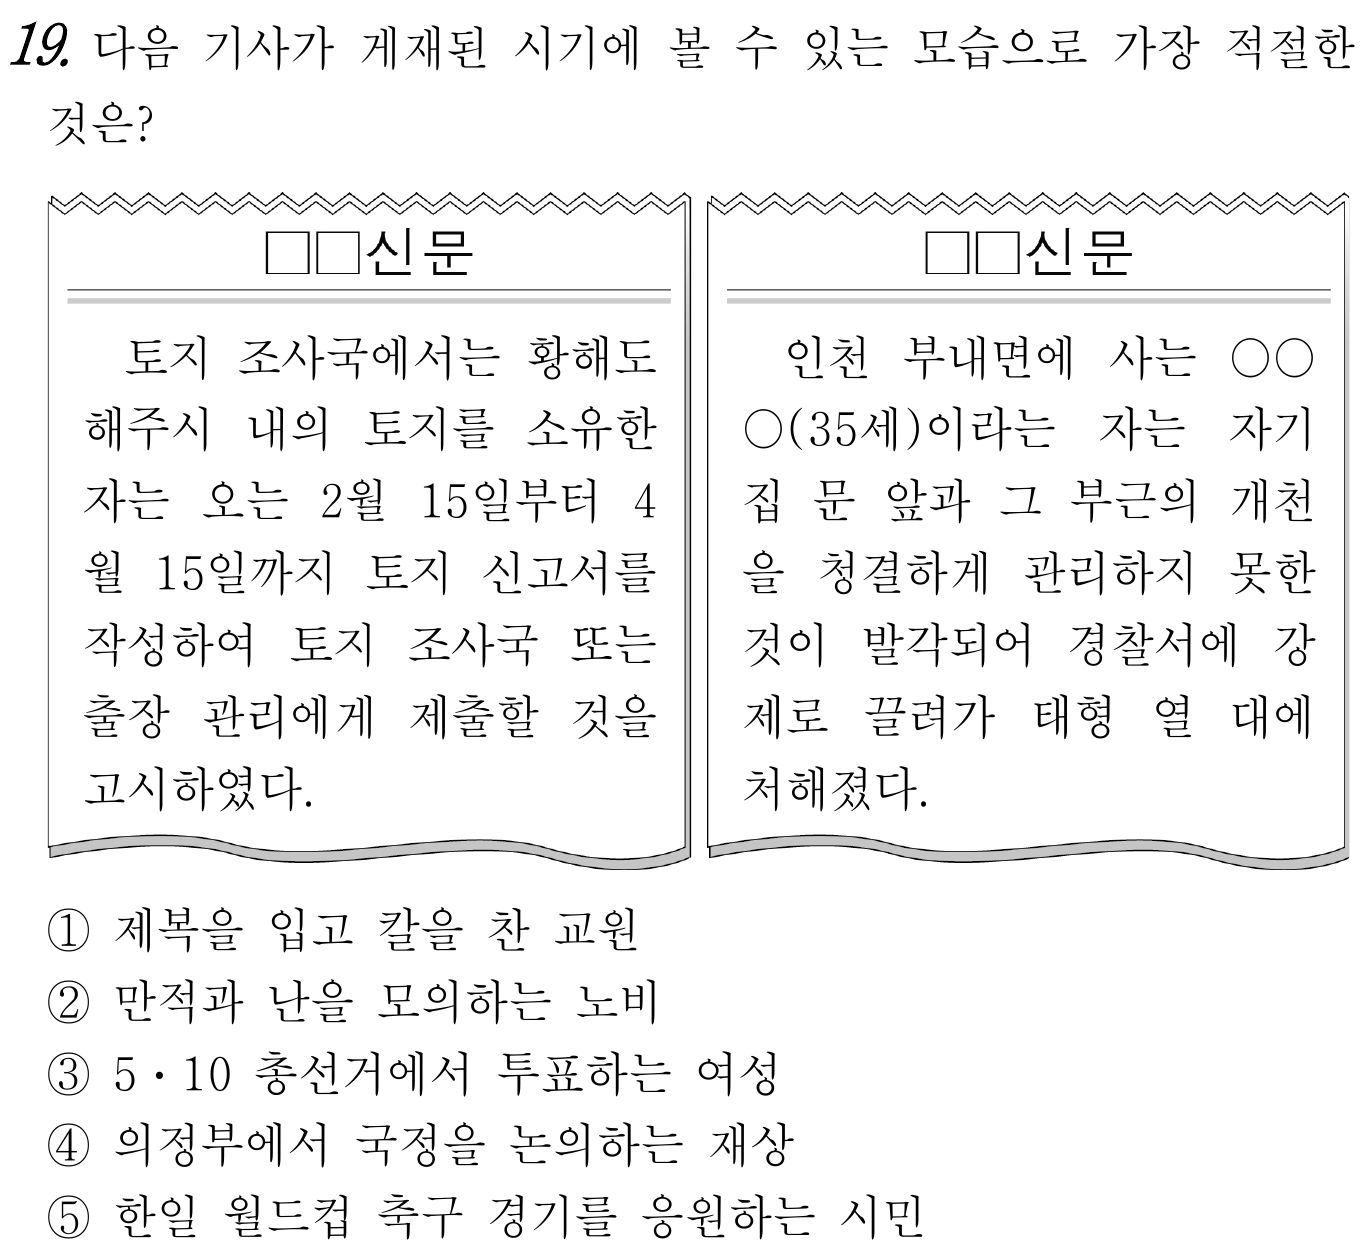 19. 다음 기사가 게재된 시기에 볼 수 있는 모습으로 가장 적절한
것은?
□□신문
토지 조사국에서는 황해도
해주시 내의 토지를 소유한
자는 오는 2월 15일부터 4
월 15일까지 토지 신고서를
작성하여 토지 조사국 또는
출장 관리에게 제출할 것을
고시하였다.
□□신문
인천 부내면에 사는 ○○
○(35세)이라는 자는 자기
집 문 앞과 그 부근의 개천
을 청결하게 관리하지 못한
것이 발각되어 경찰서에 강
제로 끌려가 태형 열 대에
처해졌다.
① 제복을 입고 칼을 찬 교원
② 만적과 난을 모의하는 노비
③ 5·10 총선거에서 투표하는 여성
④ 의정부에서 국정을 논의하는 재상
⑤ 한일 월드컵 축구 경기를 응원하는 시민